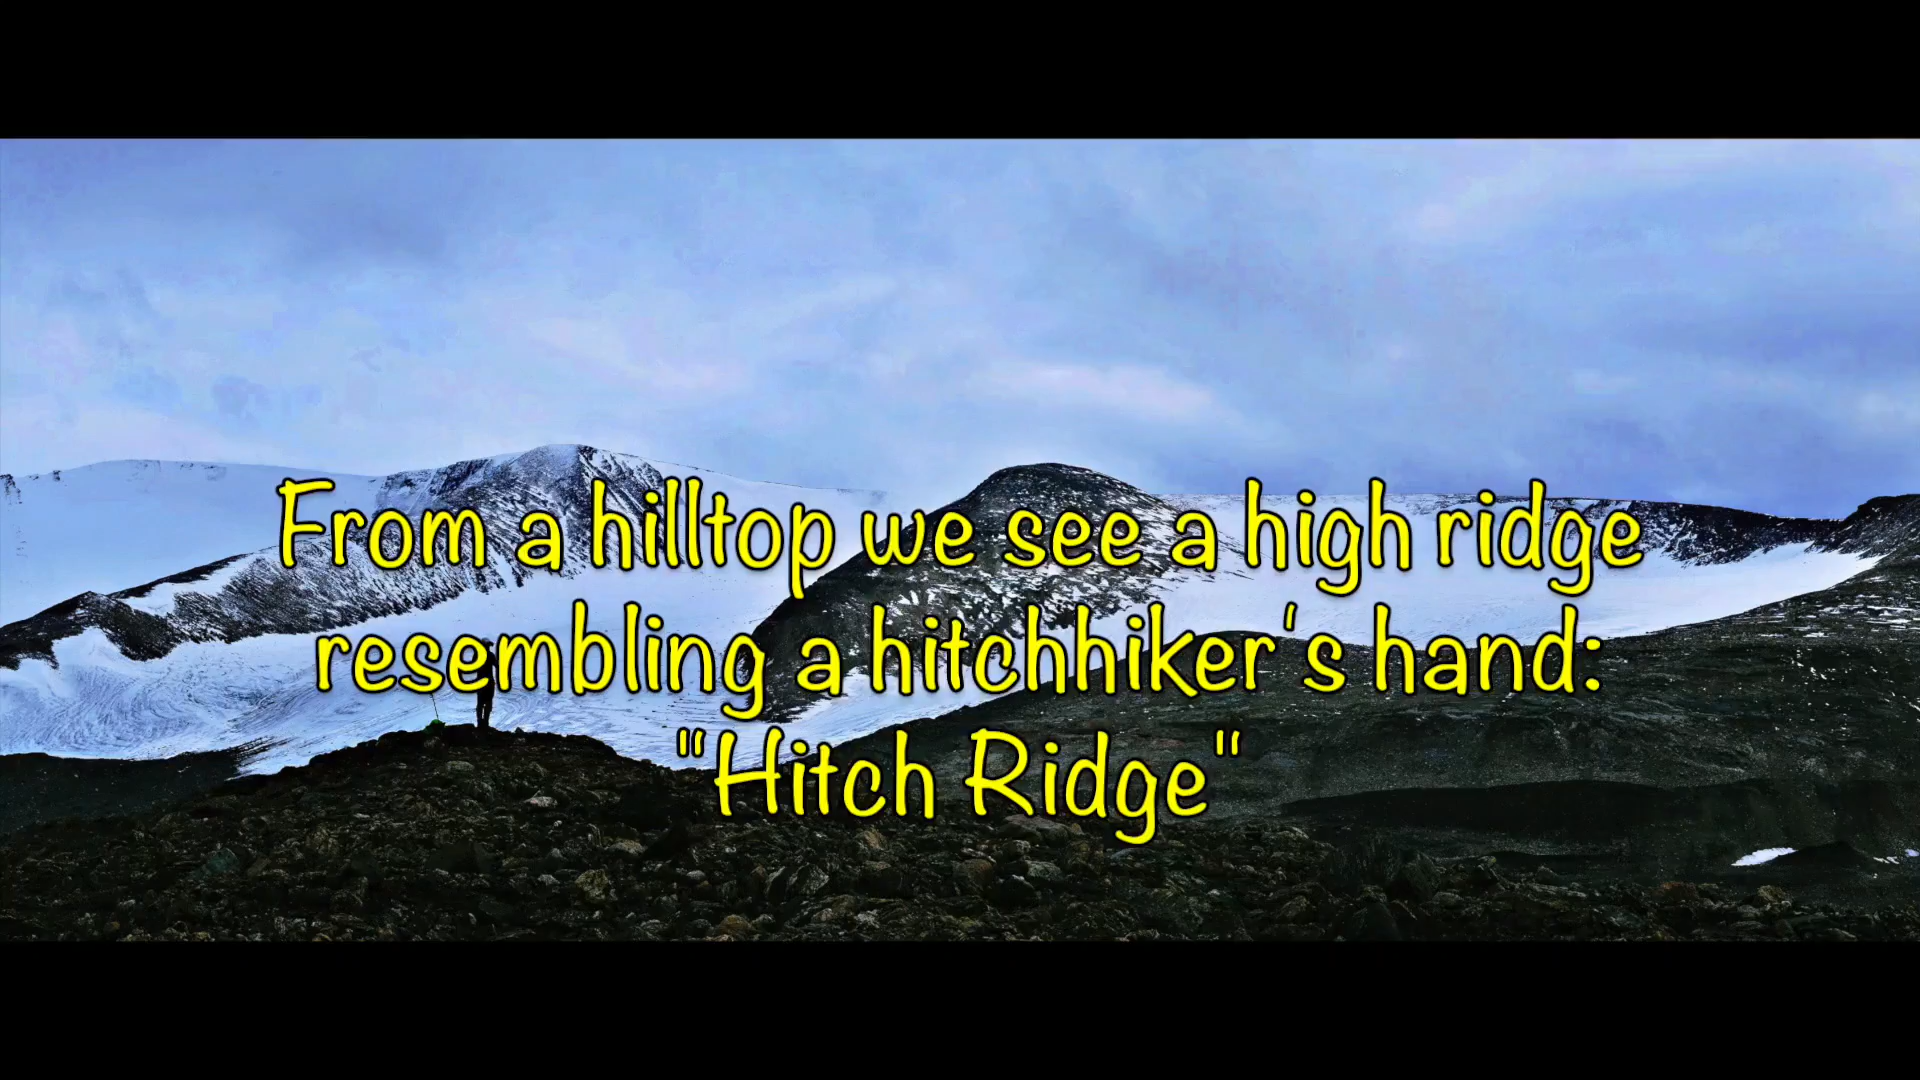 From a hilltop we see a high ridge
resembling a hitchhiker's hand:
"Hitch Ridge"